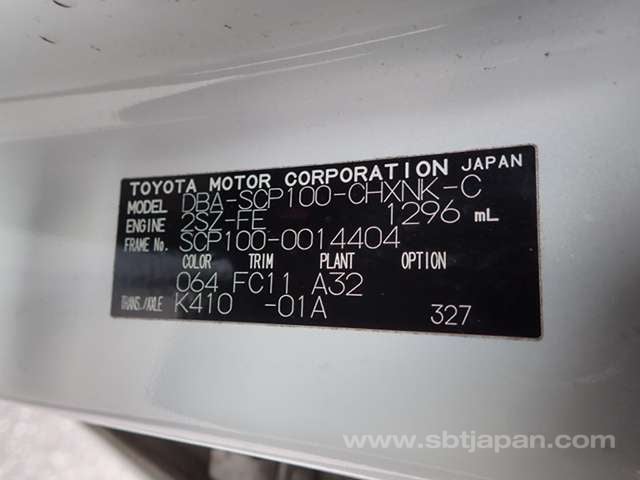 TOYOTA MOTOR CORPORATION JAPAN
MODEL DBA-SCP100-CHXNK-C
ENGINE 2SZ-FE 1296 mL
FRAME No. SCP100-0014404
COLOR TRIM PLANT OPTION
064 FC11 A32
TRANS./AXLE K410 -01A 327
www.sbtjapan.com